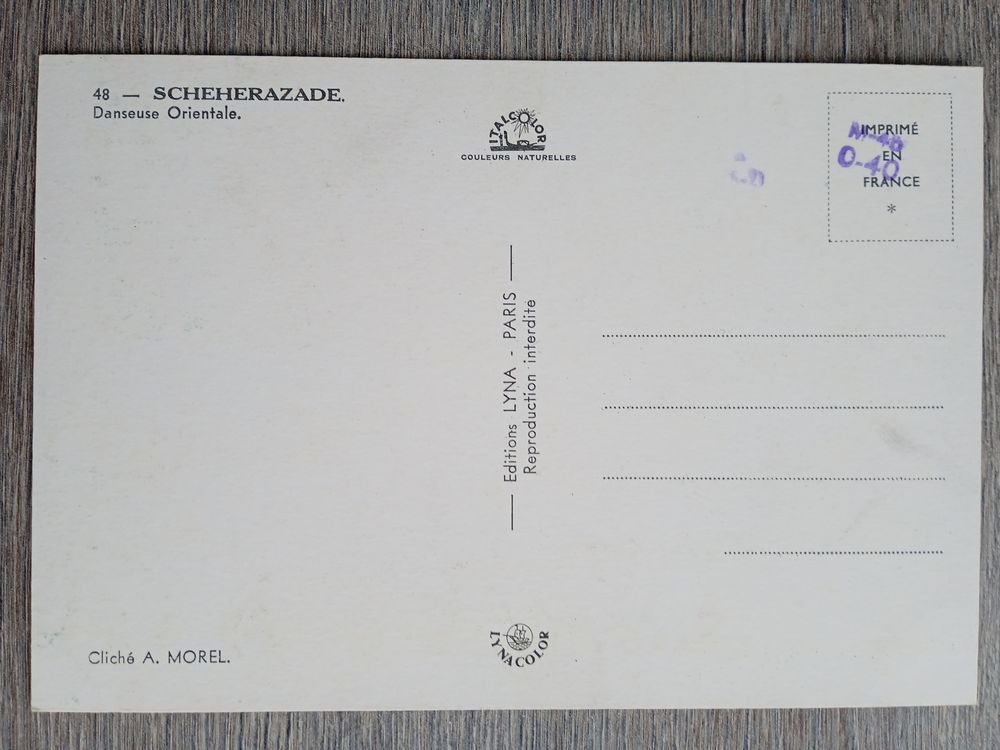 48 — SCHEHERAZADE.
Danseuse Orientale.
ITALCOLOR
COULEURS NATURELLES
IMPRIMÉ
EN
FRANCE
*
O-40
— Editions LYNA - PARIS —
Reproduction interdite
Cliché A. MOREL.
LYNACOLOR